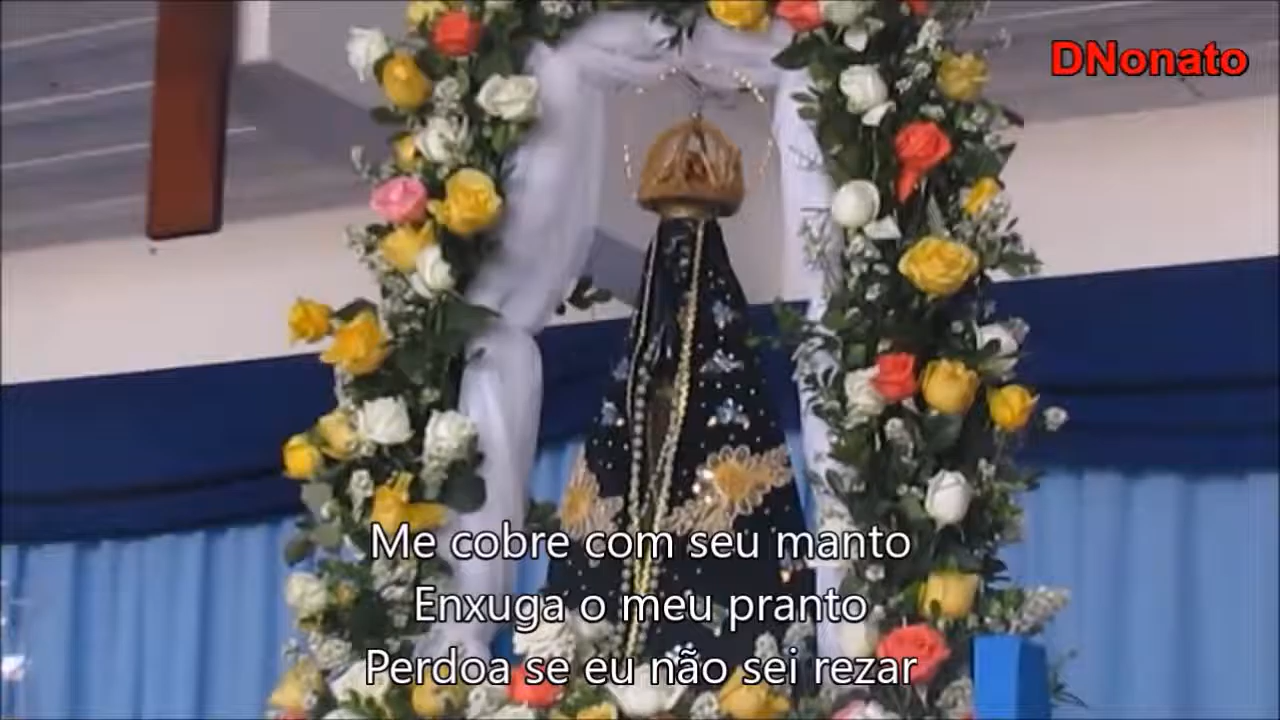 DNonato
Me cobre com seu manto
Enxuga o meu pranto
Perdoa se eu não sei rezar